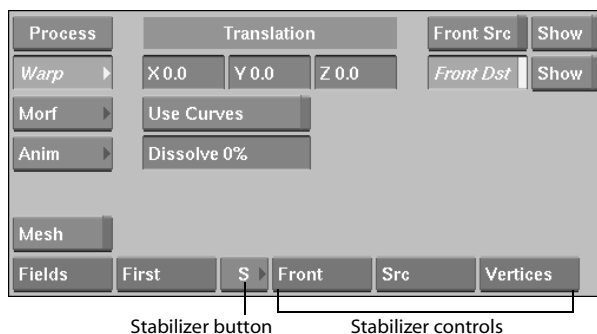 Process Translation Front Src Show
Warp X 0.0 Y 0.0 Z 0.0 Front Dst Show
Morf Use Curves
Anim Dissolve 0%
Mesh
Fields First S Front Src Vertices
Stabilizer button Stabilizer controls